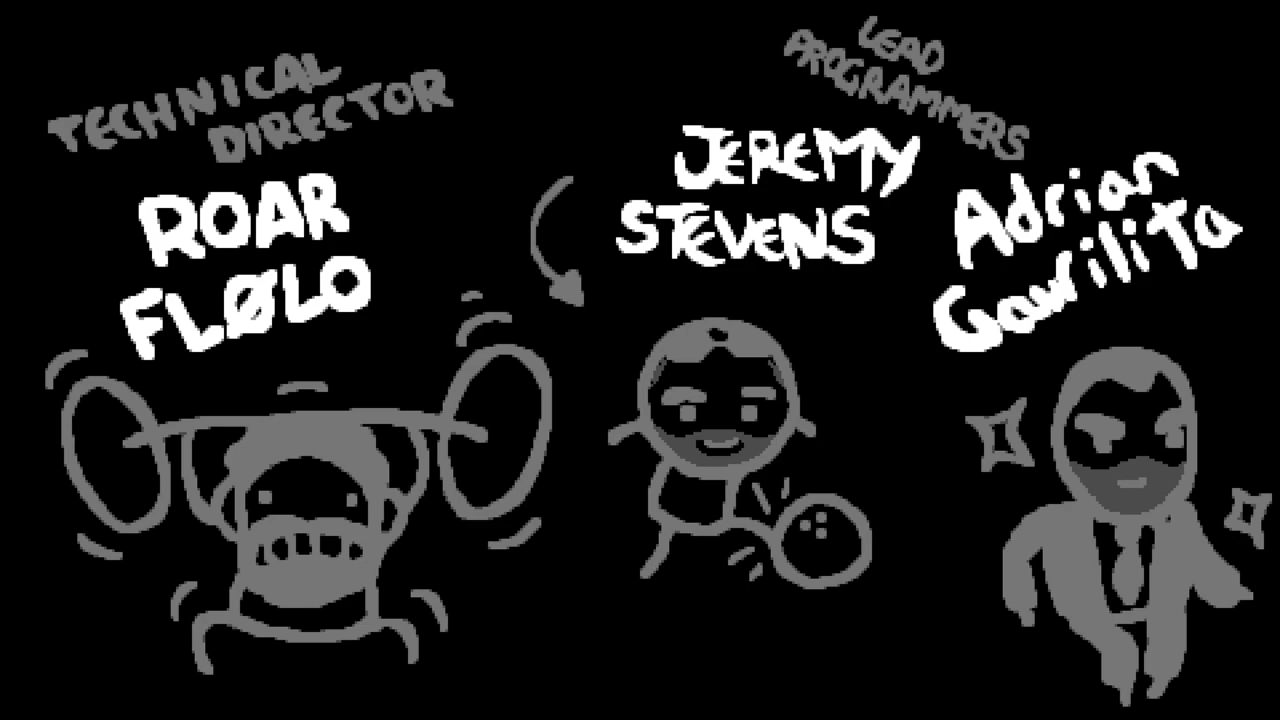 TECHNICAL
DIRECTOR
ROAR
FLØLO
LEAD
PROGRAMMERS
JEREMY
STEVENS
Adrian
Gavrilita